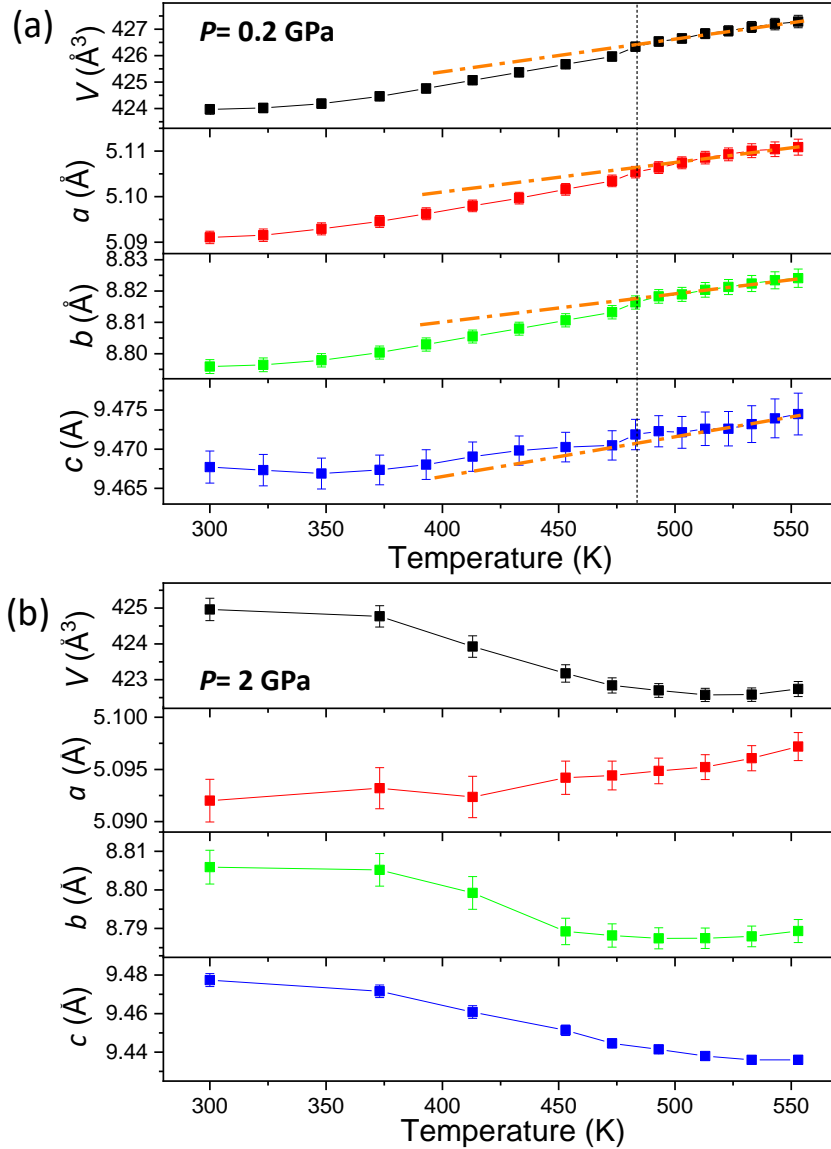 (a)
P= 0.2 GPa
V (Å³)
427
426
425
424
a (Å)
5.11
5.10
5.09
b (Å)
8.83
8.82
8.81
8.80
c (Å)
9.475
9.470
9.465
300 350 400 450 500 550
Temperature (K)
(b)
P= 2 GPa
V (Å³)
425
424
423
a (Å)
5.100
5.095
5.090
b (Å)
8.81
8.80
8.79
c (Å)
9.48
9.46
9.44
300 350 400 450 500 550
Temperature (K)